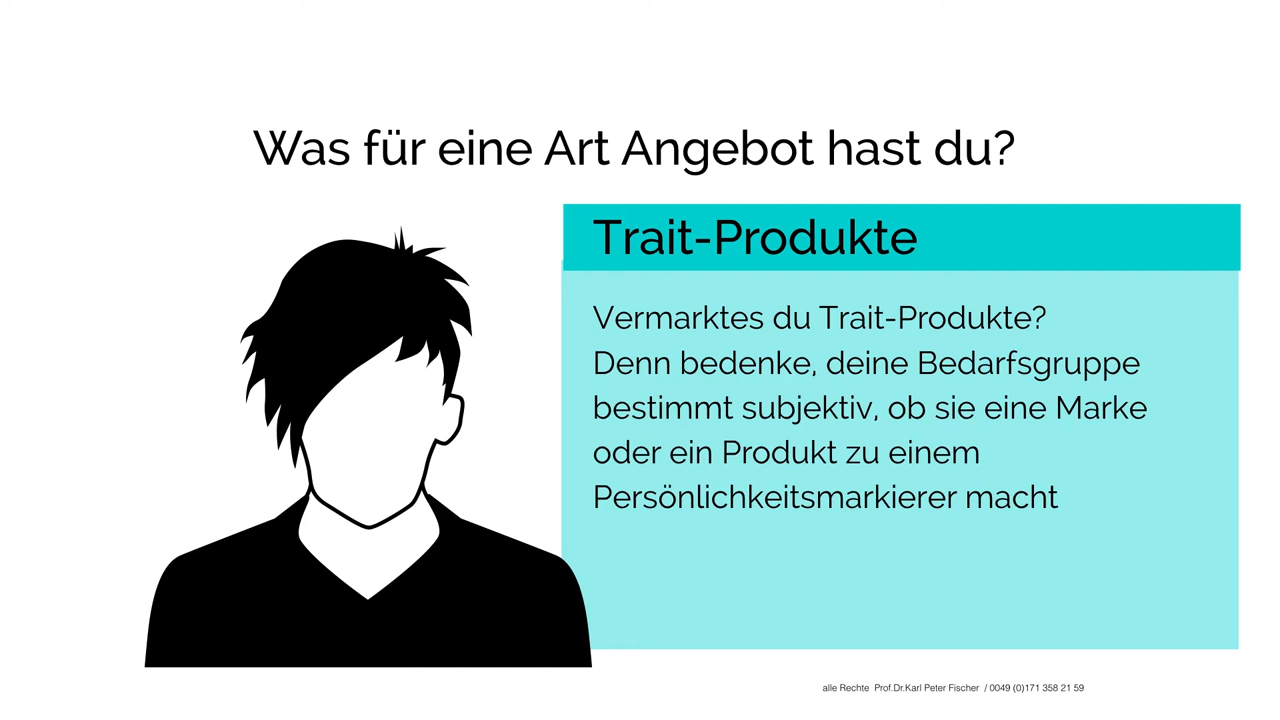 Was für eine Art Angebot hast du?
Trait-Produkte
Vermarktes du Trait-Produkte?
Denn bedenke, deine Bedarfsgruppe
bestimmt subjektiv, ob sie eine Marke
oder ein Produkt zu einem
Persönlichkeitsmarkierer macht
alle Rechte Prof.Dr.Karl Peter Fischer / 0049 (0)171 358 21 59